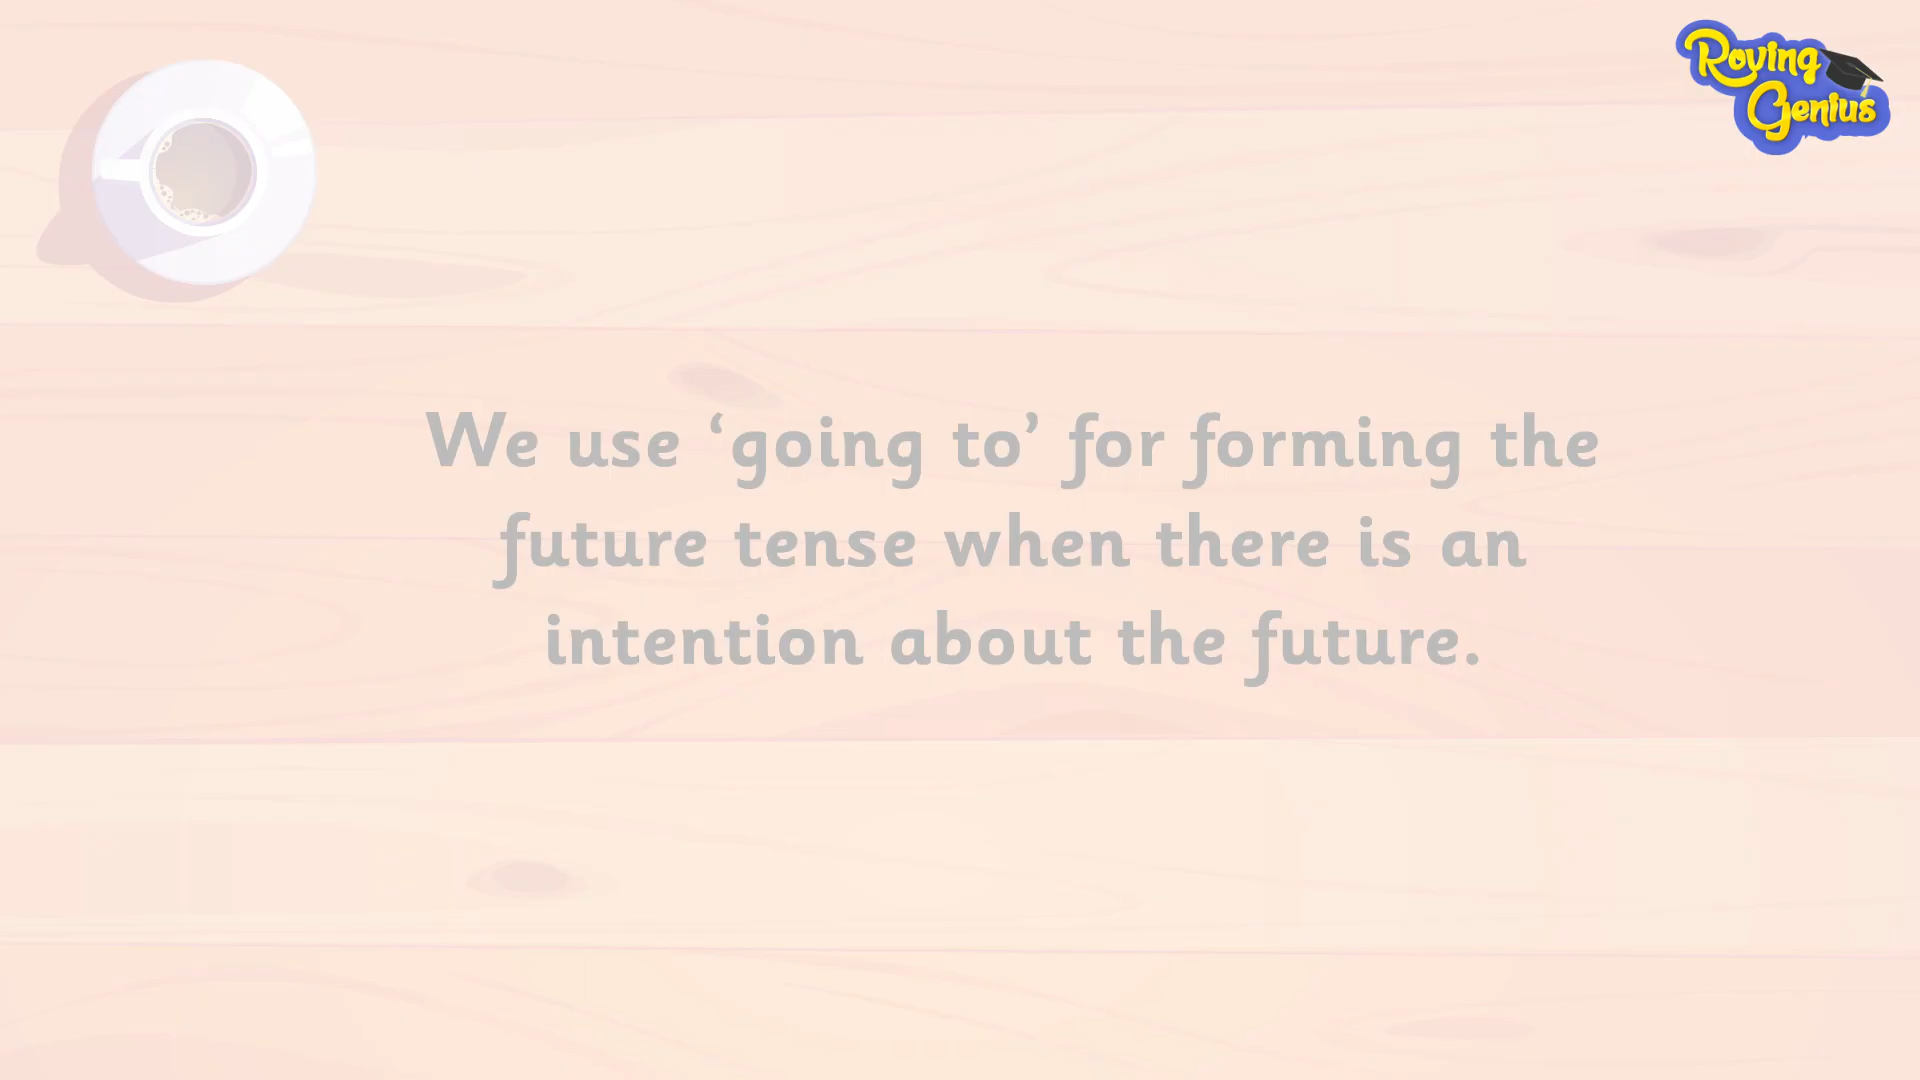 Roving
Genius
We use ‘going to’ for forming the
future tense when there is an
intention about the future.